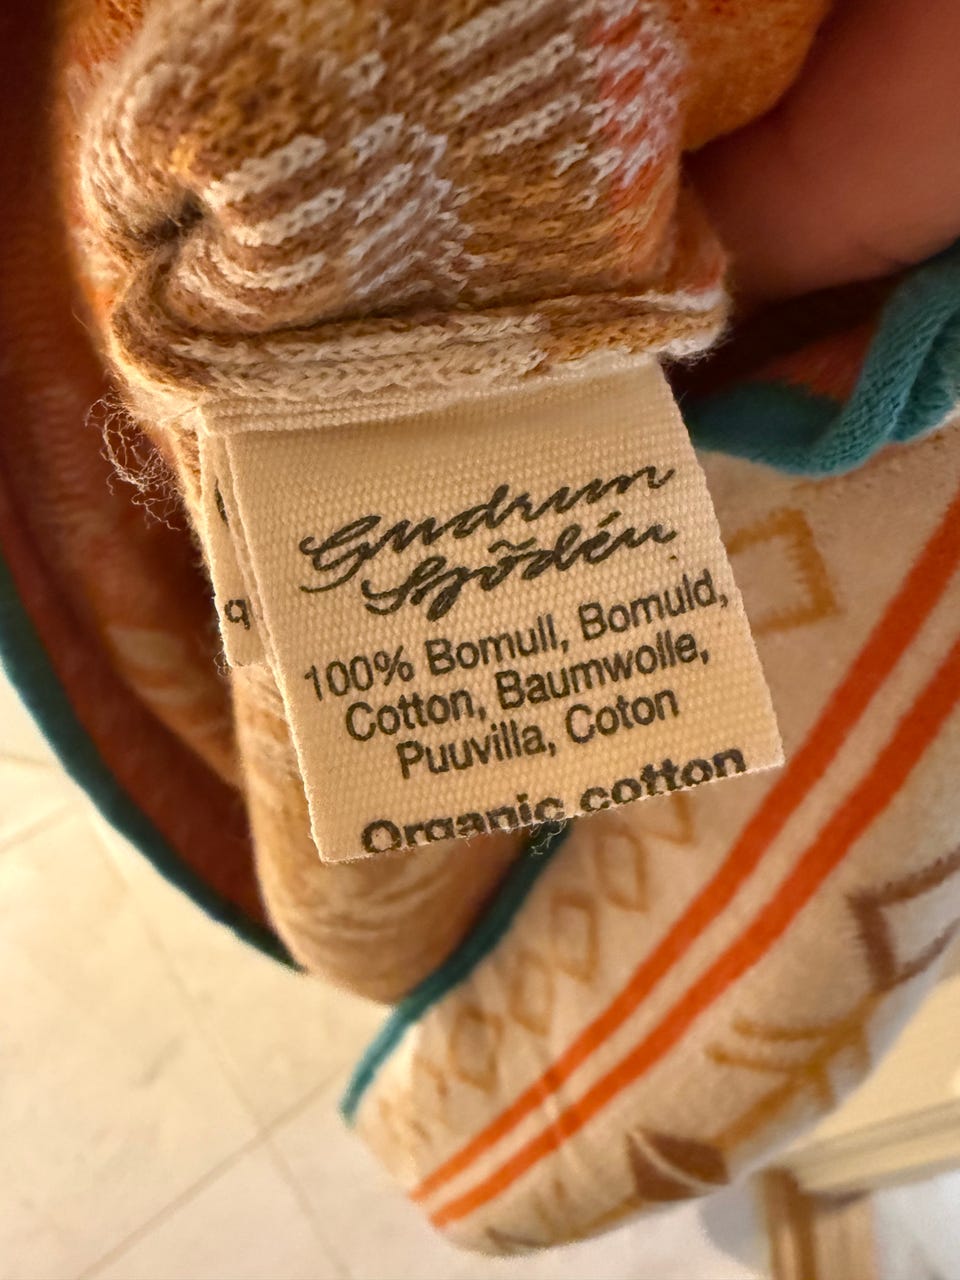 Gudrun
Sjödén
100% Bomull, Bomuld,
Cotton, Baumwolle,
Puuvilla, Coton
Organic cotton
q